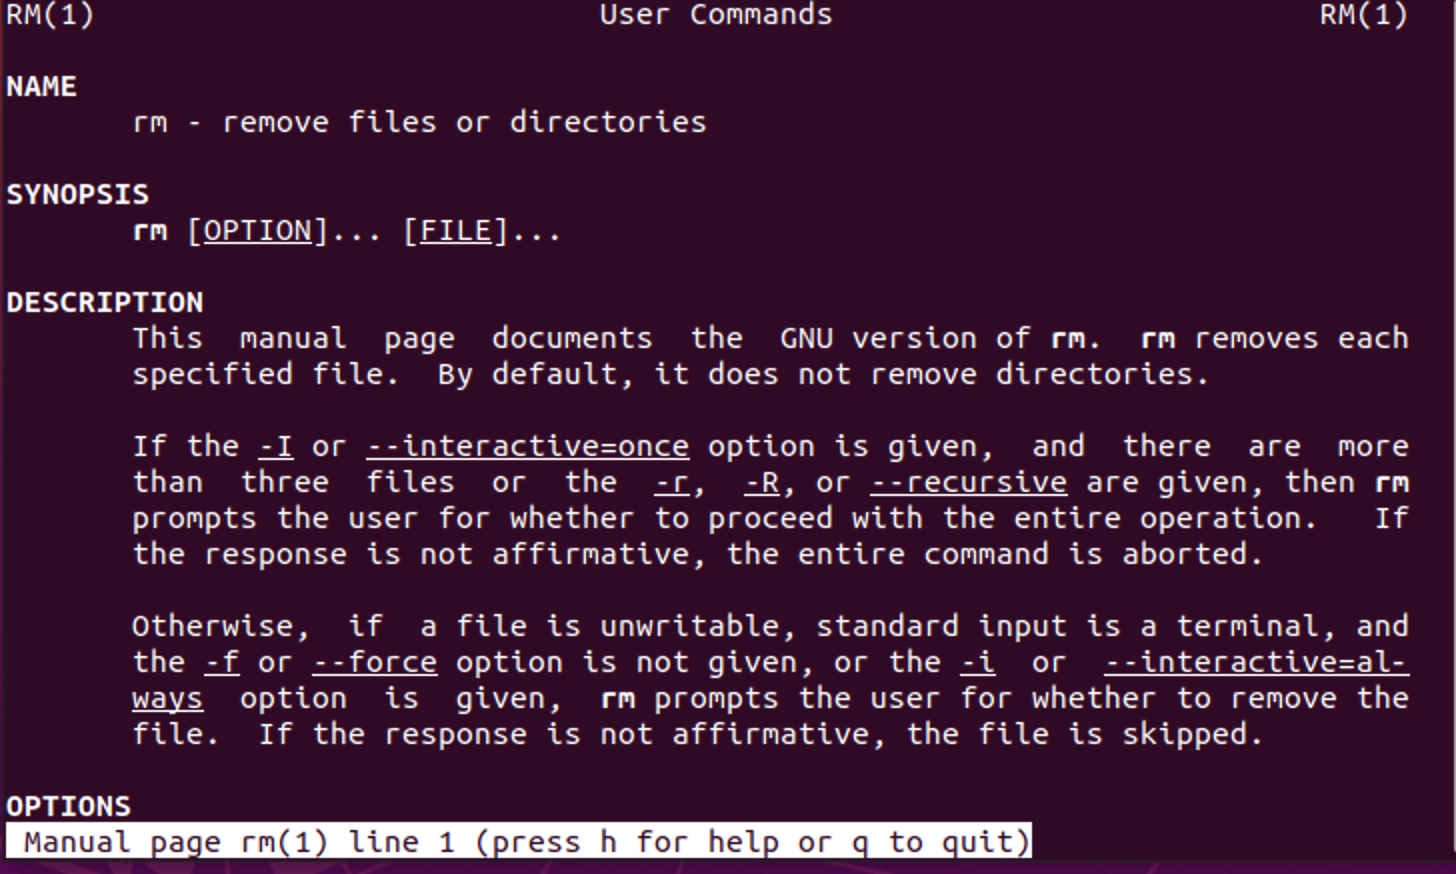 RM(1) User Commands RM(1)
NAME
rm - remove files or directories
SYNOPSIS
rm [OPTION]... [FILE]...
DESCRIPTION
This manual page documents the GNU version of rm. rm removes each
specified file. By default, it does not remove directories.
If the -I or --interactive=once option is given, and there are more
than three files or the -r, -R, or --recursive are given, then rm
prompts the user for whether to proceed with the entire operation. If
the response is not affirmative, the entire command is aborted.
Otherwise, if a file is unwritable, standard input is a terminal, and
the -f or --force option is not given, or the -i or --interactive=al-
ways option is given, rm prompts the user for whether to remove the
file. If the response is not affirmative, the file is skipped.
OPTIONS
Manual page rm(1) line 1 (press h for help or q to quit)